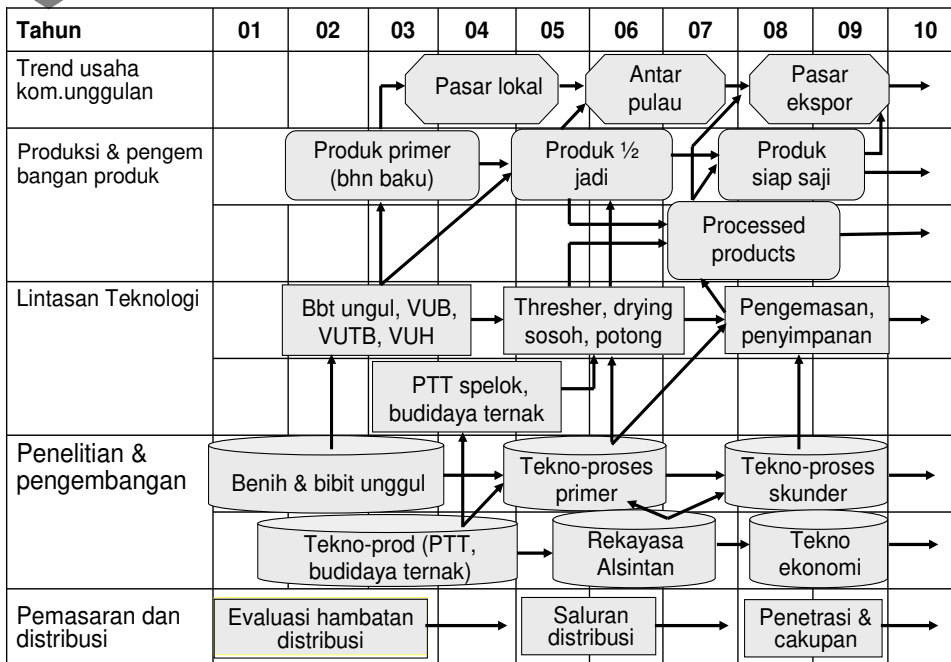 Tahun 01 02 03 04 05 06 07 08 09 10
Trend usaha
kom.unggulan
Pasar lokal
Antar
pulau
Pasar
ekspor
Produksi & pengem
bangan produk
Produk primer
(bhn baku)
Produk ½
jadi
Produk
siap saji
Processed
products
Lintasan Teknologi
Bbt ungul, VUB,
VUTB, VUH
Thresher, drying
sosoh, potong
Pengemasan,
penyimpanan
PTT spelok,
budidaya ternak
Penelitian &
pengembangan
Benih & bibit unggul
Tekno-proses
primer
Tekno-proses
skunder
Tekno-prod (PTT,
budidaya ternak)
Rekayasa
Alsintan
Tekno
ekonomi
Pemasaran dan
distribusi
Evaluasi hambatan
distribusi
Saluran
distribusi
Penetrasi &
cakupan